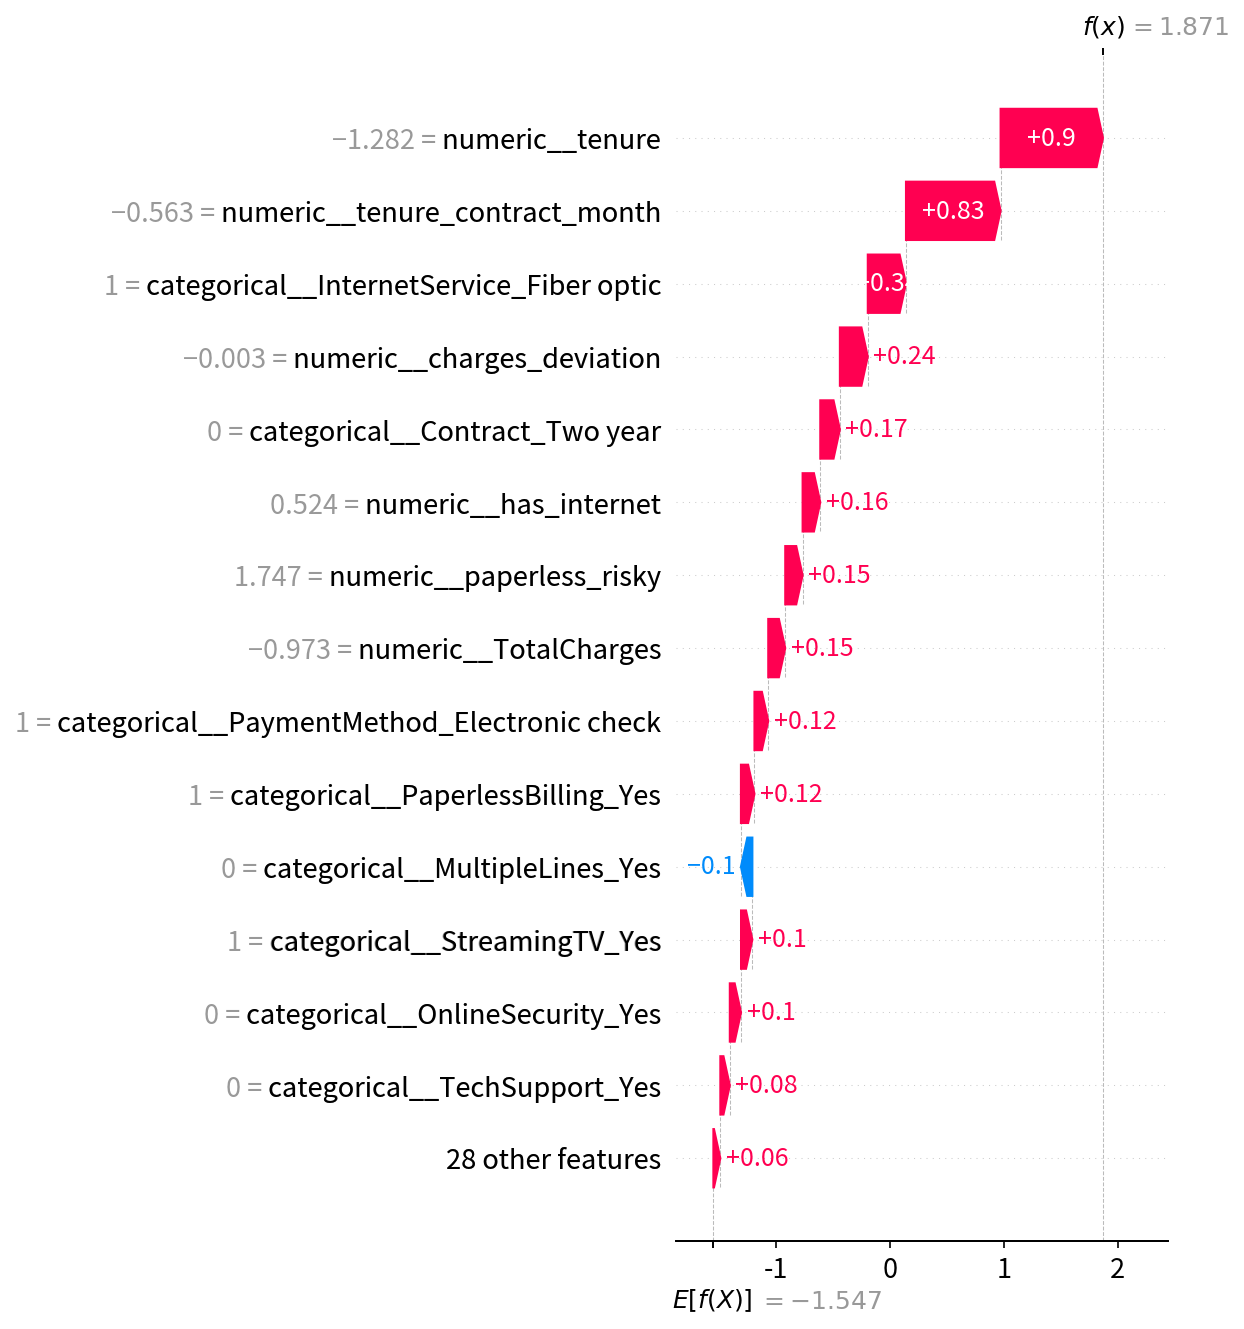 f(x) = 1.871
−1.282 = numeric__tenure
+0.9
−0.563 = numeric__tenure_contract_month
+0.83
1 = categorical__InternetService_Fiber optic
0.3
−0.003 = numeric__charges_deviation
+0.24
0 = categorical__Contract_Two year
+0.17
0.524 = numeric__has_internet
+0.16
1.747 = numeric__paperless_risky
+0.15
−0.973 = numeric__TotalCharges
+0.15
1 = categorical__PaymentMethod_Electronic check
+0.12
1 = categorical__PaperlessBilling_Yes
+0.12
0 = categorical__MultipleLines_Yes
−0.1
1 = categorical__StreamingTV_Yes
+0.1
0 = categorical__OnlineSecurity_Yes
+0.1
0 = categorical__TechSupport_Yes
+0.08
28 other features
+0.06
-1 0 1 2
E[f(X)] = −1.547